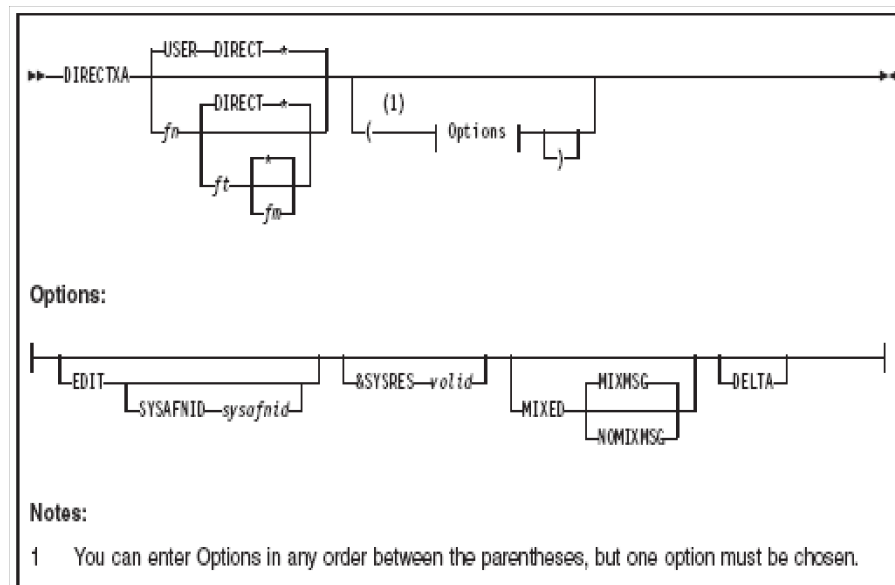 USER DIRECT *
DIRECTXA
DIRECT *
(1)
fn
( Options )
*
ft
fm
Options:
EDIT
&SYSRES volid
MIXMSG
DELTA
SYSAFNID sysafnid
MIXED
NOMIXMSG
Notes:
1 You can enter Options in any order between the parentheses, but one option must be chosen.